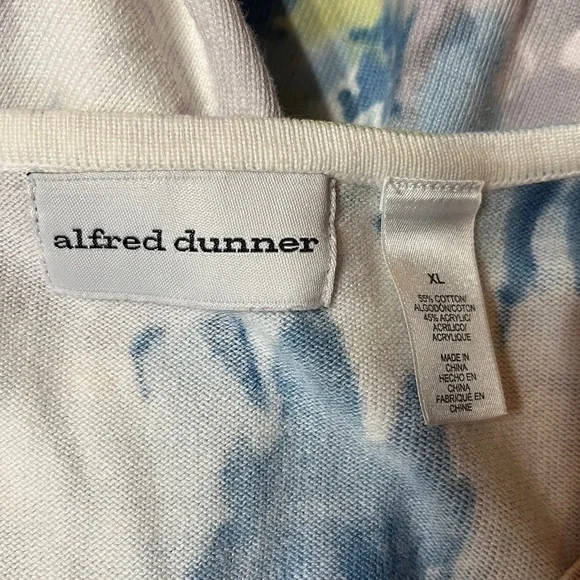 alfred dunner
XL
55% COTTON/
ALGODÓN/COTON
45% ACRYLIC/
ACRÍLICO/
ACRYLIQUE
MADE IN
CHINA
HECHO EN
CHINA
FABRIQUÉ EN
CHINE